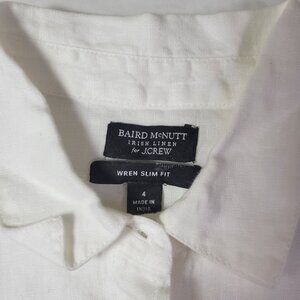 BAIRD McNUTT
IRISH LINEN
for J.CREW
WREN SLIM FIT
4
MADE IN
INDIA